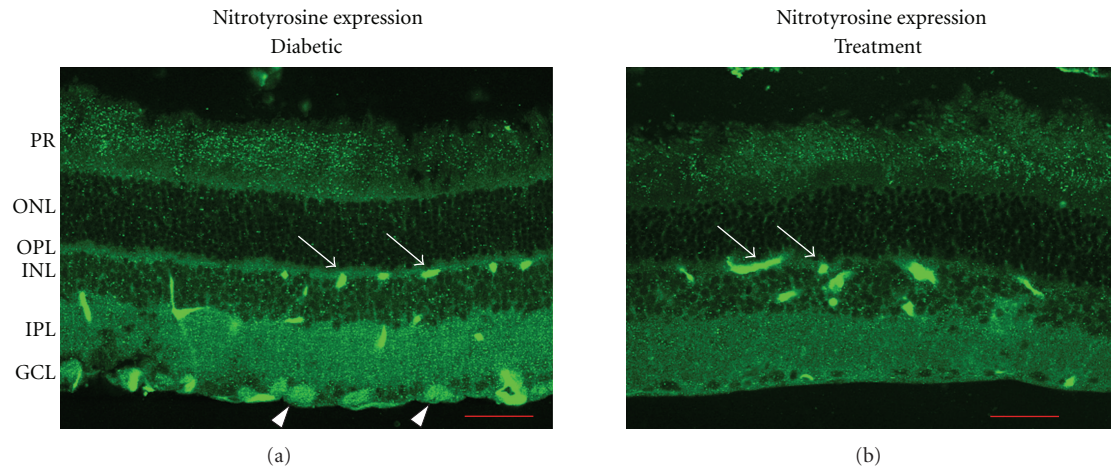 Nitrotyrosine expression
Diabetic
Nitrotyrosine expression
Treatment
PR
ONL
OPL
INL
IPL
GCL
(a)
(b)